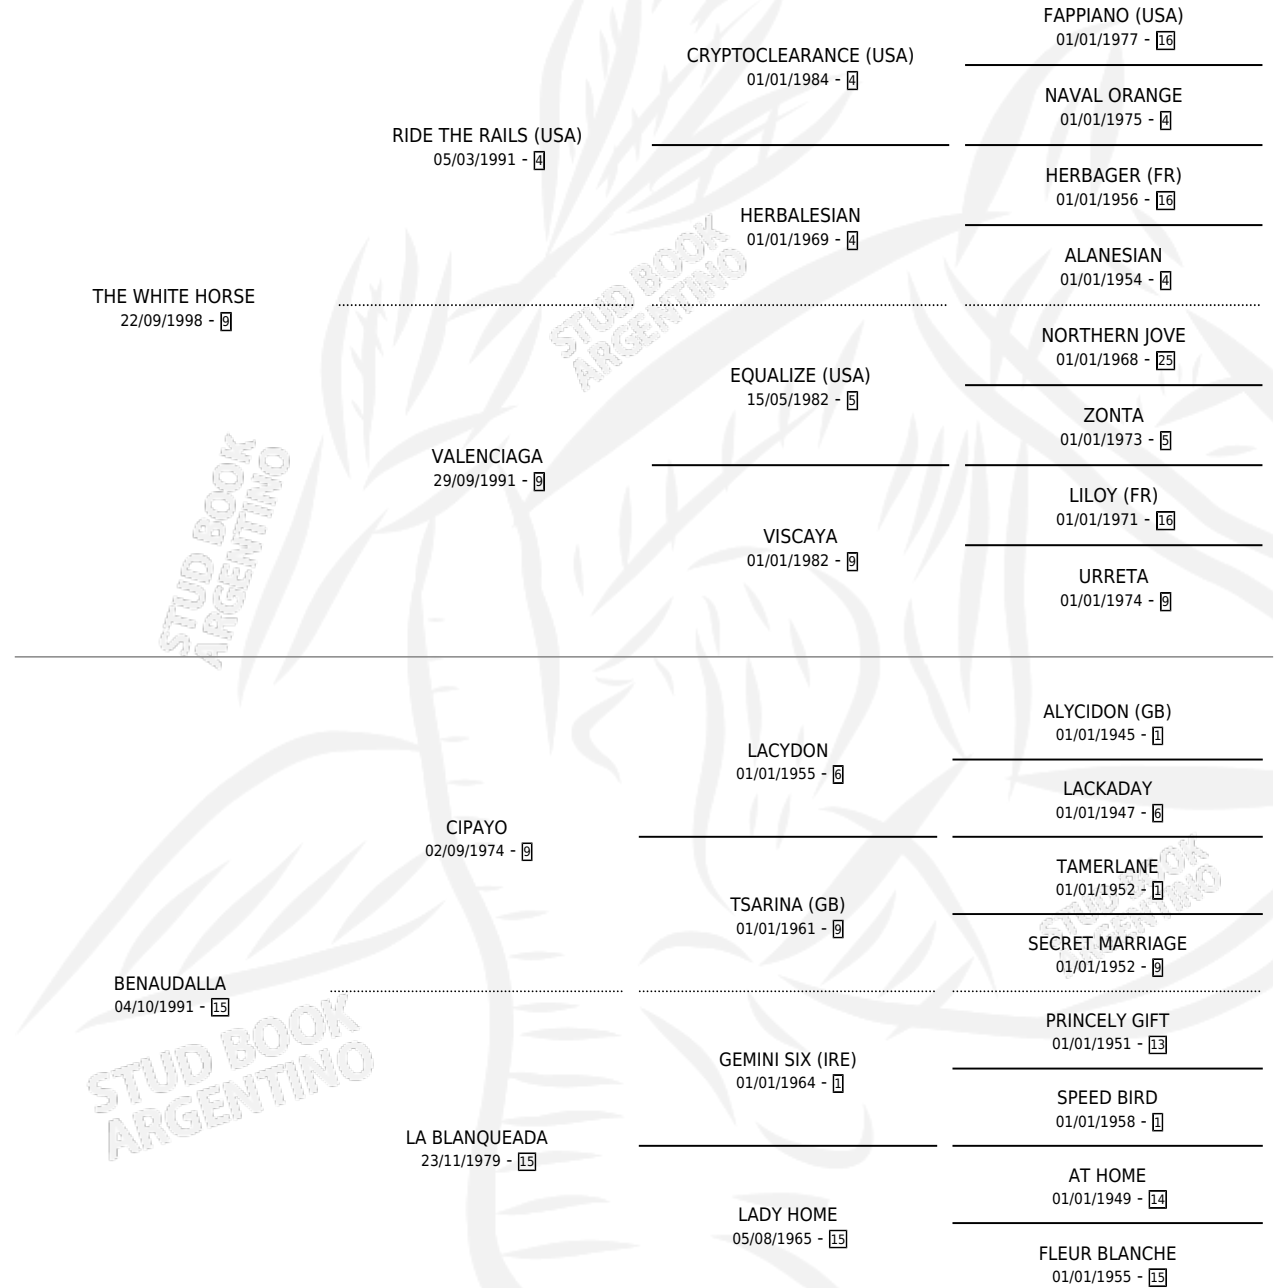 FAPPIANO (USA)
01/01/1977 - 16
CRYPTOCLEARANCE (USA)
01/01/1984 - 4
NAVAL ORANGE
01/01/1975 - 4
RIDE THE RAILS (USA)
05/03/1991 - 4
HERBAGER (FR)
01/01/1956 - 16
HERBALESIAN
01/01/1969 - 4
ALANESIAN
01/01/1954 - 4
THE WHITE HORSE
22/09/1998 - 9
STUD BOOK
ARGENTINO
NORTHERN JOVE
01/01/1968 - 25
EQUALIZE (USA)
15/05/1982 - 5
ZONTA
01/01/1973 - 5
VALENCIAGA
29/09/1991 - 9
LILOY (FR)
01/01/1971 - 16
VISCAYA
01/01/1982 - 9
URRETA
01/01/1974 - 9
STUD BOOK
ARGENTINO
ALYCIDON (GB)
01/01/1945 - 1
LACYDON
01/01/1955 - 6
LACKADAY
01/01/1947 - 6
CIPAYO
02/09/1974 - 9
TAMERLANE
01/01/1952 - 1
TSARINA (GB)
01/01/1961 - 9
SECRET MARRIAGE
01/01/1952 - 9
STUD BOOK
ARGENTINO
BENAUDALLA
04/10/1991 - 15
PRINCELY GIFT
01/01/1951 - 13
GEMINI SIX (IRE)
01/01/1964 - 1
SPEED BIRD
01/01/1958 - 1
STUD BOOK
ARGENTINO
LA BLANQUEADA
23/11/1979 - 15
AT HOME
01/01/1949 - 14
LADY HOME
05/08/1965 - 15
FLEUR BLANCHE
01/01/1955 - 15